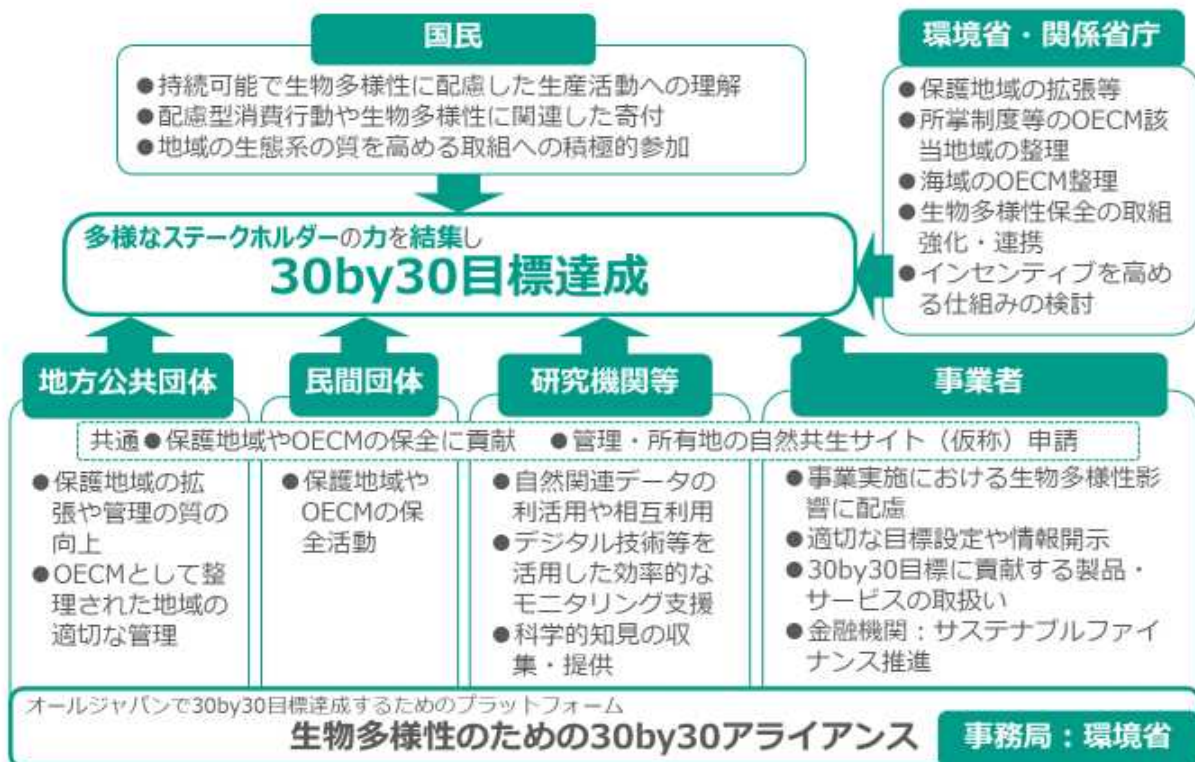 国民
●持続可能で生物多様性に配慮した生産活動への理解
●配慮型消費行動や生物多様性に関連した寄付
●地域の生態系の質を高める取組への積極的参加
環境省・関係省庁
●保護地域の拡張等
●所掌制度等のOECM該
当地域の整理
●海域のOECM整理
●生物多様性保全の取組
強化・連携
●インセンティブを高め
る仕組みの検討
多様なステークホルダーの力を結集し
30by30目標達成
地方公共団体
民間団体
研究機関等
事業者
共通●保護地域やOECMの保全に貢献 ●管理・所有地の自然共生サイト（仮称）申請
●保護地域の拡
張や管理の質の
向上
●OECMとして整
理された地域の
適切な管理
●保護地域や
OECMの保
全活動
●自然関連データの
利活用や相互利用
●デジタル技術等を
活用した効率的な
モニタリング支援
●科学的知見の収
集・提供
●事業実施における生物多様性影
響に配慮
●適切な目標設定や情報開示
●30by30目標に貢献する製品・
サービスの取扱い
●金融機関：サステナブルファイ
ナンス推進
オールジャパンで30by30目標達成するためのプラットフォーム
生物多様性のための30by30アライアンス
事務局：環境省